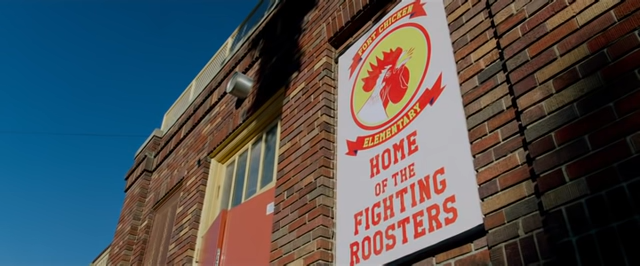 FORT CHICKEN
ELEMENTARY
HOME
OF THE
FIGHTING
ROOSTERS